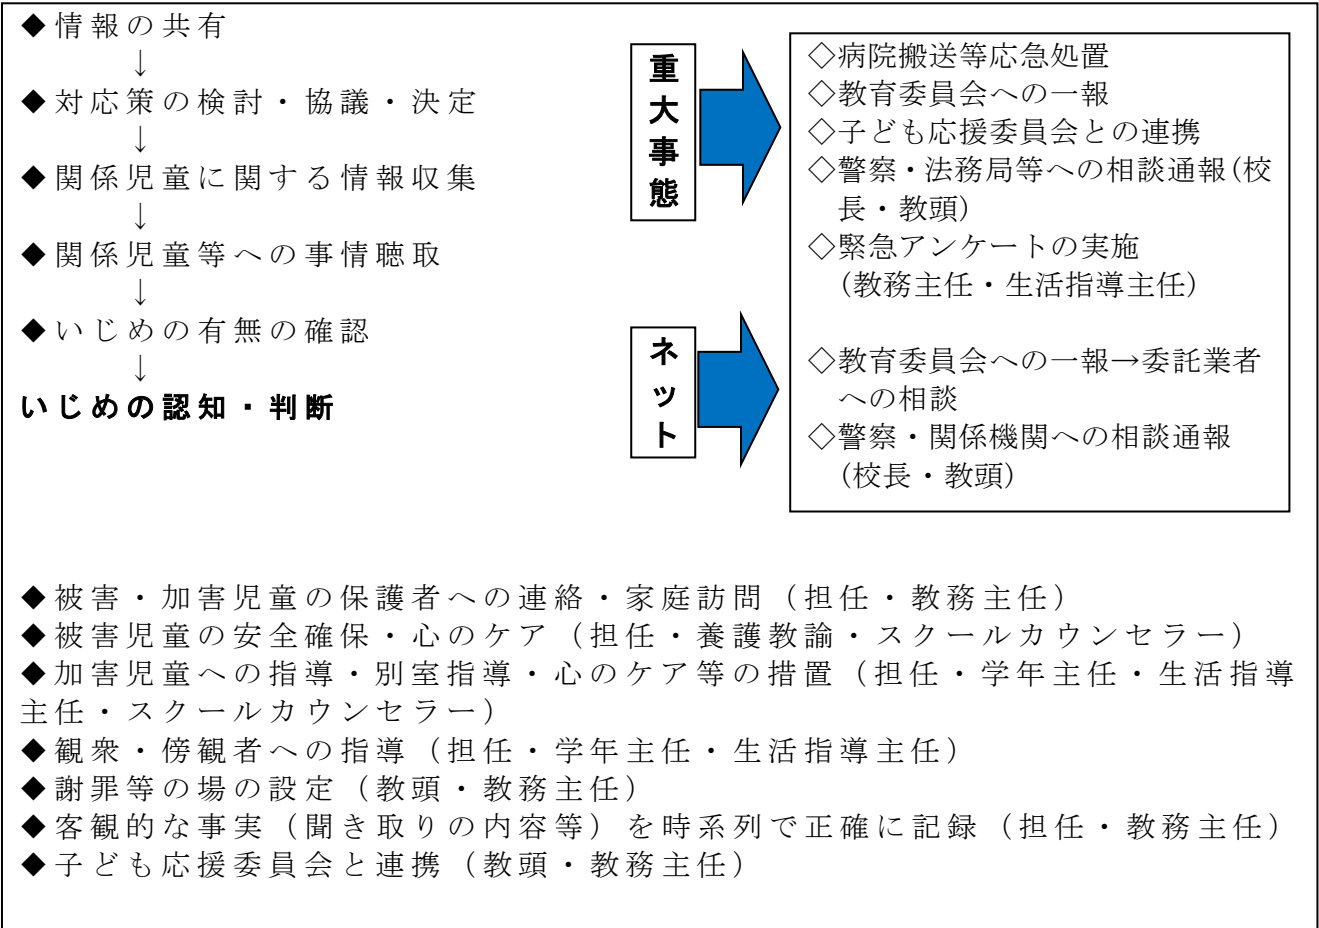 ◆情報の共有
↓
◆対応策の検討・協議・決定
↓
◆関係児童に関する情報収集
↓
◆関係児童等への事情聴取
↓
◆いじめの有無の確認
↓
いじめの認知・判断
重大事態
◇病院搬送等応急処置
◇教育委員会への一報
◇子ども応援委員会との連携
◇警察・法務局等への相談通報(校
長・教頭)
◇緊急アンケートの実施
(教務主任・生活指導主任)
ネット
◇教育委員会への一報→委託業者
への相談
◇警察・関係機関への相談通報
(校長・教頭)
◆被害・加害児童の保護者への連絡・家庭訪問（担任・教務主任）
◆被害児童の安全確保・心のケア（担任・養護教諭・スクールカウンセラー）
◆加害児童への指導・別室指導・心のケア等の措置（担任・学年主任・生活指導
主任・スクールカウンセラー）
◆観衆・傍観者への指導（担任・学年主任・生活指導主任）
◆謝罪等の場の設定（教頭・教務主任）
◆客観的な事実（聞き取りの内容等）を時系列で正確に記録（担任・教務主任）
◆子ども応援委員会と連携（教頭・教務主任）